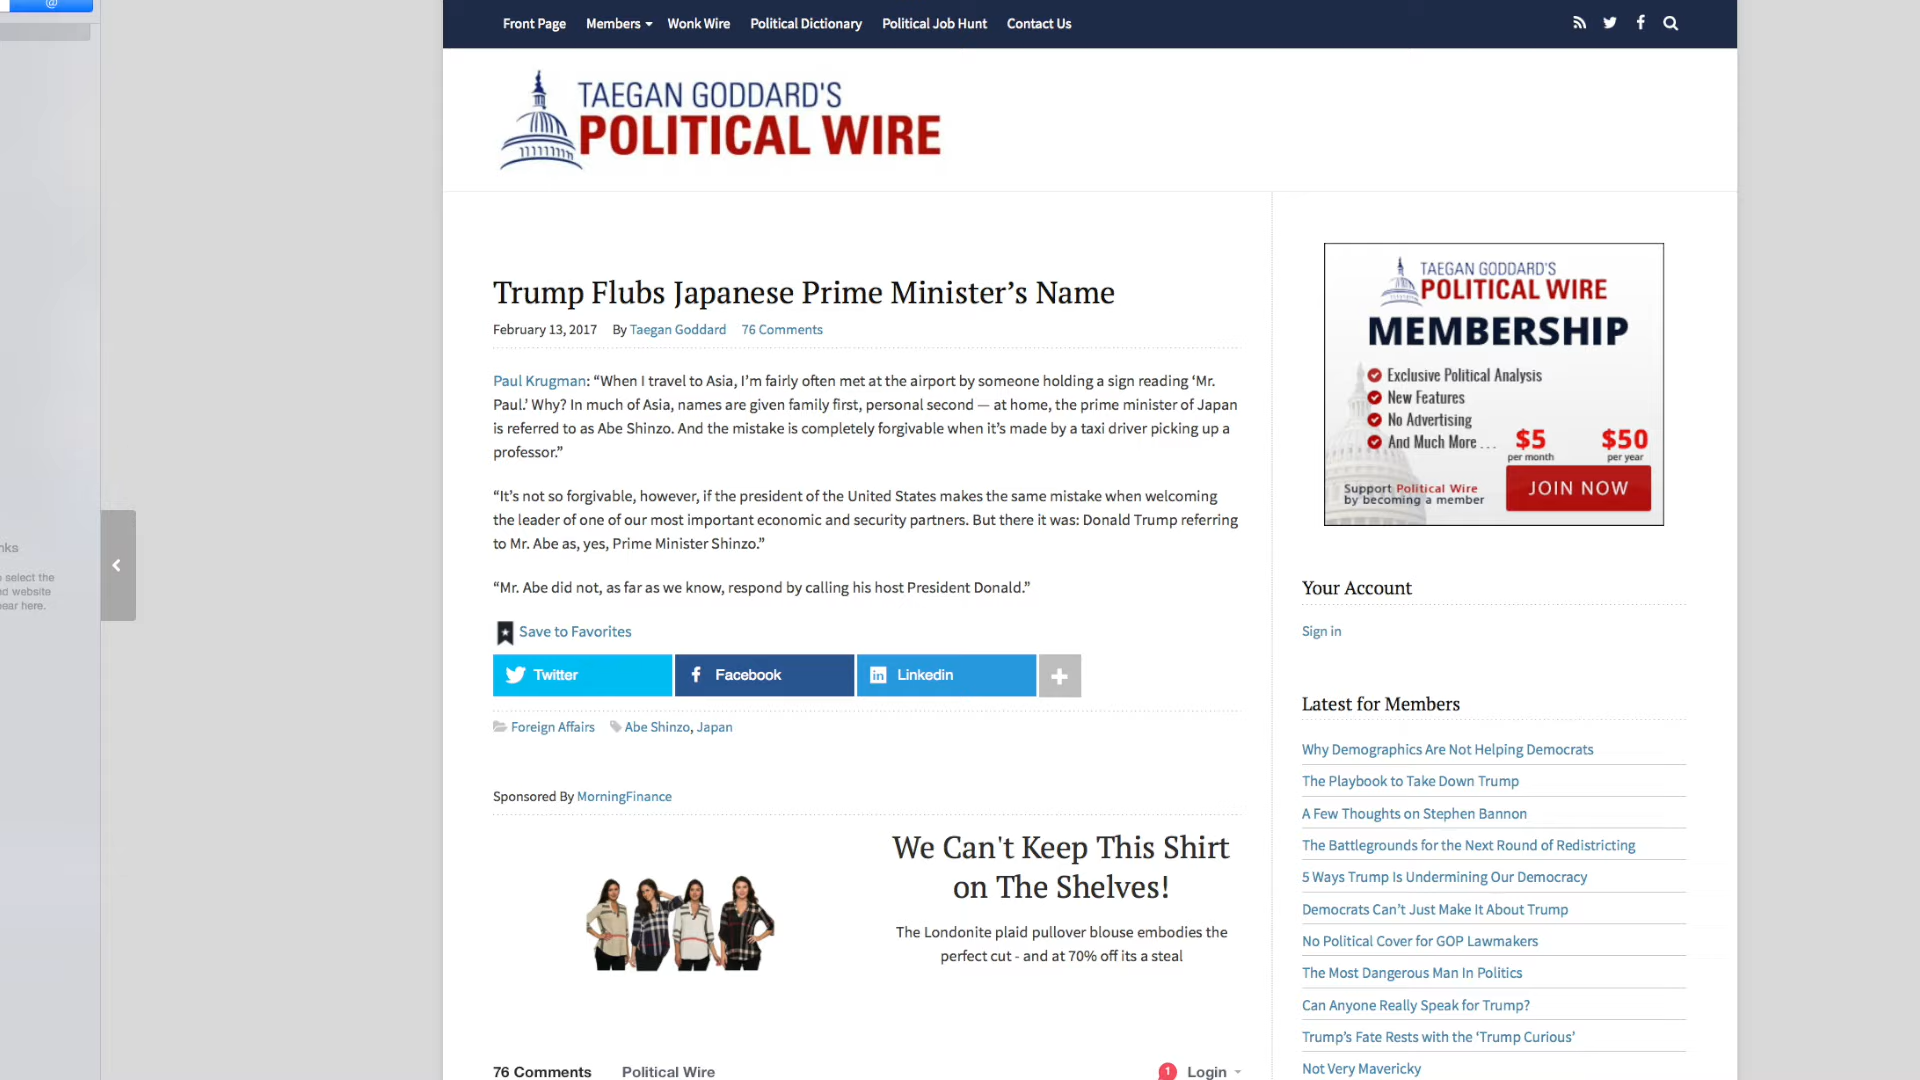 @
Front Page Members Wonk Wire Political Dictionary Political Job Hunt Contact Us
TAEGAN GODDARD'S
POLITICAL WIRE
Trump Flubs Japanese Prime Minister’s Name
February 13, 2017 By Taegan Goddard 76 Comments
Paul Krugman: “When I travel to Asia, I’m fairly often met at the airport by someone holding a sign reading ‘Mr.
Paul.’ Why? In much of Asia, names are given family first, personal second — at home, the prime minister of Japan
is referred to as Abe Shinzo. And the mistake is completely forgivable when it’s made by a taxi driver picking up a
professor.”
“It’s not so forgivable, however, if the president of the United States makes the same mistake when welcoming
the leader of one of our most important economic and security partners. But there it was: Donald Trump referring
to Mr. Abe as, yes, Prime Minister Shinzo.”
“Mr. Abe did not, as far as we know, respond by calling his host President Donald.”
Save to Favorites
Twitter Facebook Linkedin
Foreign Affairs Abe Shinzo, Japan
Sponsored By MorningFinance
We Can't Keep This Shirt
on The Shelves!
The Londonite plaid pullover blouse embodies the
perfect cut - and at 70% off its a steal
76 Comments Political Wire 1 Login
TAEGAN GODDARD'S
POLITICAL WIRE
MEMBERSHIP
Exclusive Political Analysis
New Features
No Advertising
And Much More . . .
$5 $50
per month per year
Support Political Wire
by becoming a member
JOIN NOW
Your Account
Sign in
Latest for Members
Why Demographics Are Not Helping Democrats
The Playbook to Take Down Trump
A Few Thoughts on Stephen Bannon
The Battlegrounds for the Next Round of Redistricting
5 Ways Trump Is Undermining Our Democracy
Democrats Can’t Just Make It About Trump
No Political Cover for GOP Lawmakers
The Most Dangerous Man In Politics
Can Anyone Really Speak for Trump?
Trump’s Fate Rests with the ‘Trump Curious’
Not Very Mavericky
select the
website
here.